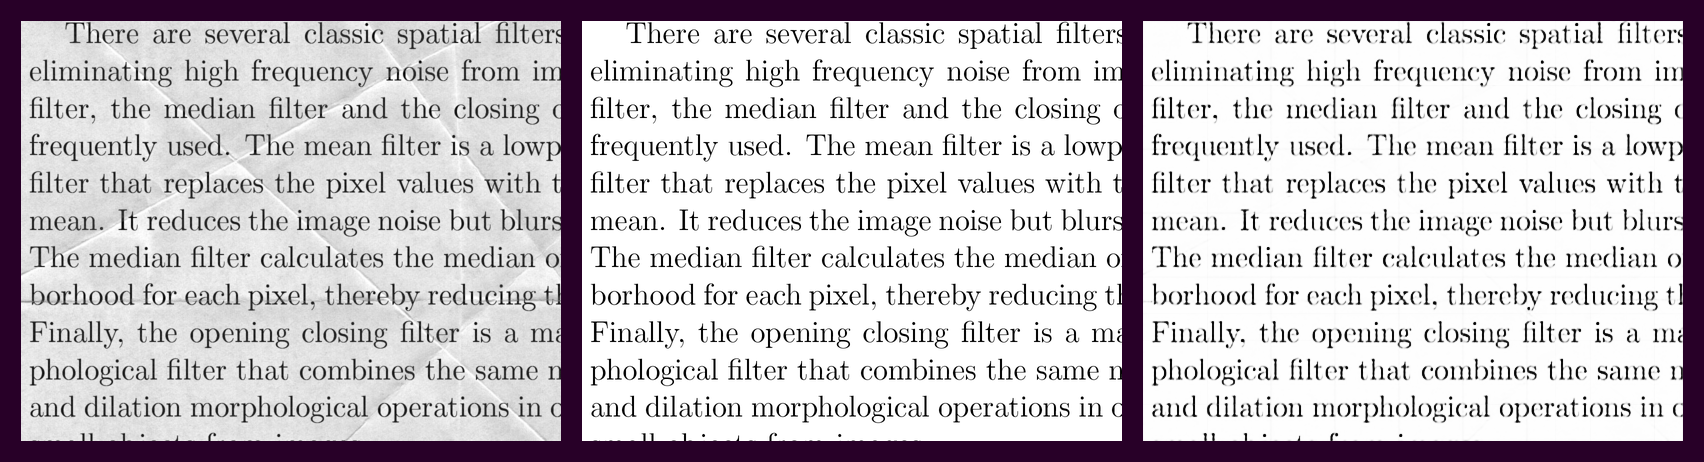 There are several classic spatial filters
eliminating high frequency noise from im
filter, the median filter and the closing
frequently used. The mean filter is a lowp
filter that replaces the pixel values with t
mean. It reduces the image noise but blurs
The median filter calculates the median o
borhood for each pixel, thereby reducing t
Finally, the opening closing filter is a ma
phological filter that combines the same
and dilation morphological operations in
There are several classic spatial filters
eliminating high frequency noise from im
filter, the median filter and the closing
frequently used. The mean filter is a lowp
filter that replaces the pixel values with t
mean. It reduces the image noise but blurs
The median filter calculates the median o
borhood for each pixel, thereby reducing t
Finally, the opening closing filter is a ma
phological filter that combines the same
and dilation morphological operations in
There are several classic spatial filters
eliminating high frequency noise from im
filter, the median filter and the closing
frequently used. The mean filter is a lowp
filter that replaces the pixel values with t
mean. It reduces the image noise but blurs
The median filter calculates the median o
borhood for each pixel, thereby reducing t
Finally, the opening closing filter is a ma
phological filter that combines the same
and dilation morphological operations in